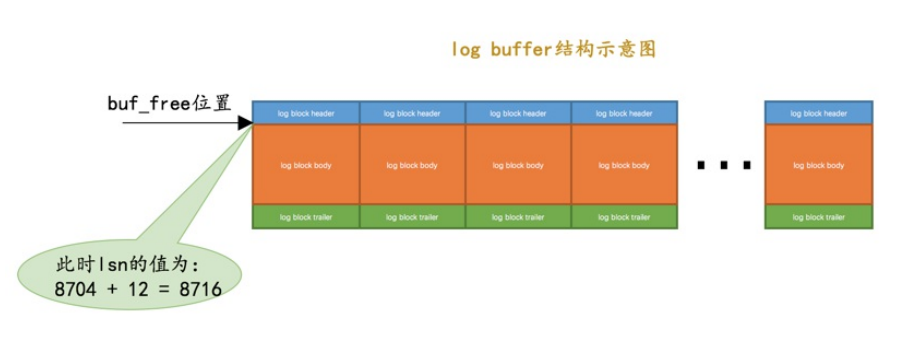 log buffer结构示意图
buf_free位置
log block header log block header log block header log block header log block header
log block body log block body log block body log block body log block body
log block trailer log block trailer log block trailer log block trailer log block trailer
此时lsn的值为：
8704 + 12 = 8716